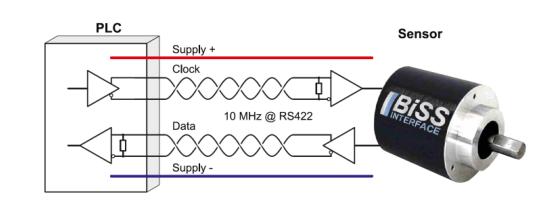 PLC
Sensor
Supply +
Clock
10 MHz @ RS422
Data
Supply -
BiSS
INTERFACE